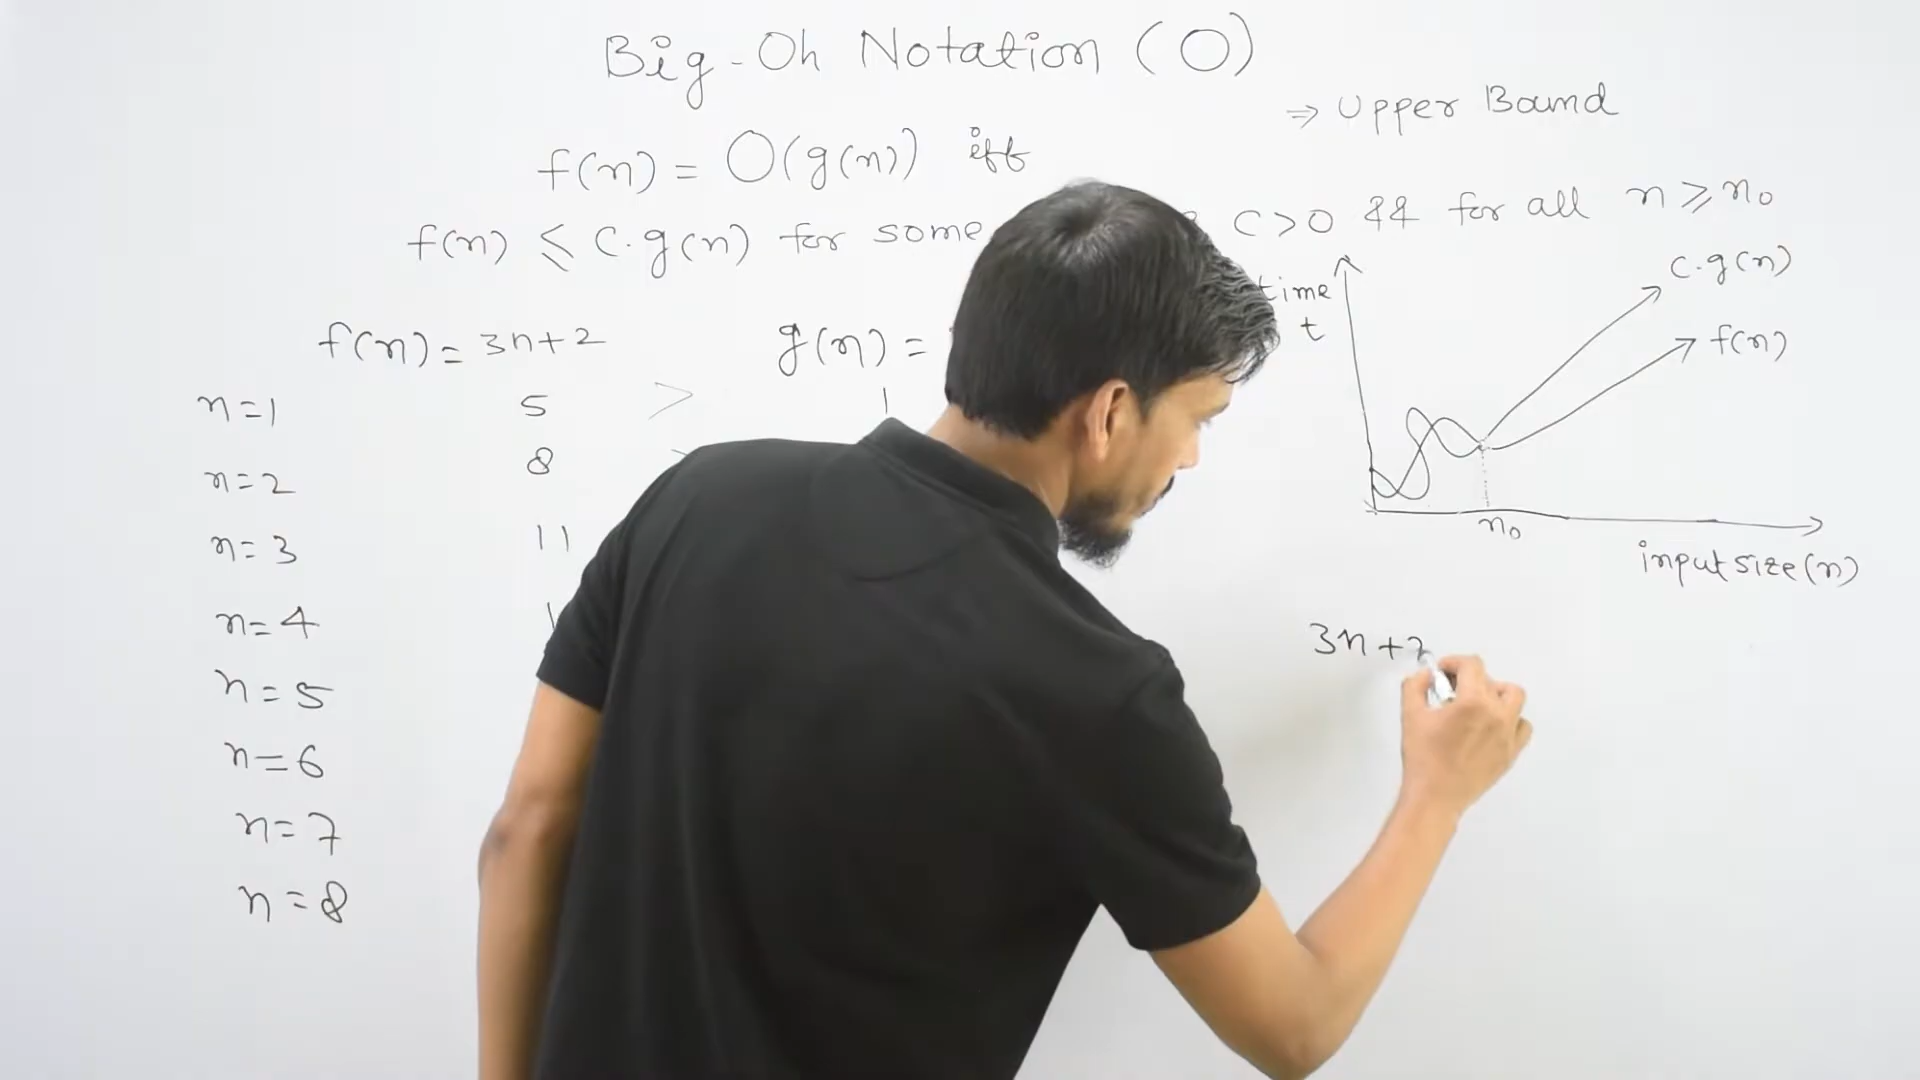 Big-Oh Notation (O)
⇒ Upper Bound
f(n) = O(g(n)) iff
f(n) ≤ c.g(n) for some c>0 && for all n ≥ n0
f(n) = 3n+2 g(n) =
n=1 5 > 1
n=2 8
n=3 11
n=4 1
n=5
n=6
n=7
n=8
time
t
c.g(n)
f(n)
n0
input size (n)
3n+2